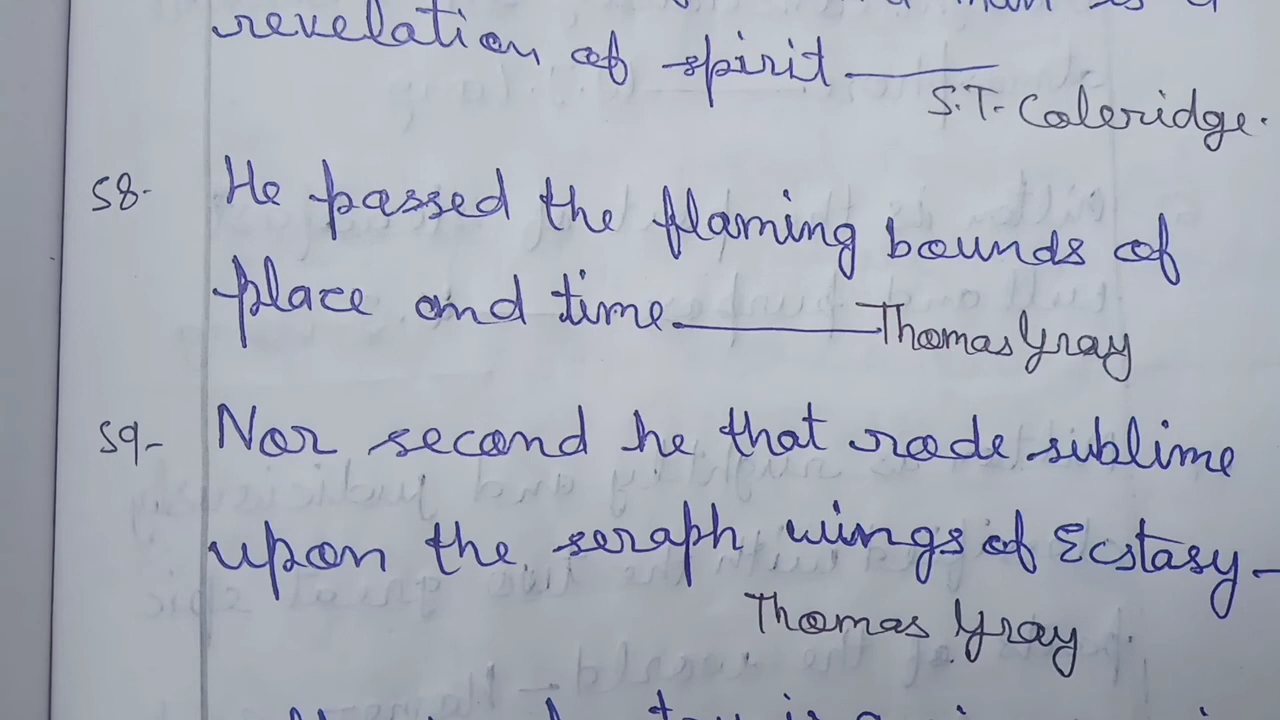 revelation of spirit ——
S.T. Coleridge.
58. He passed the flaming bounds of
place and time. —— Thomas Gray
59- Nor second he that rode sublime
upon the seraph wings of Ecstasy -
Thomas Gray